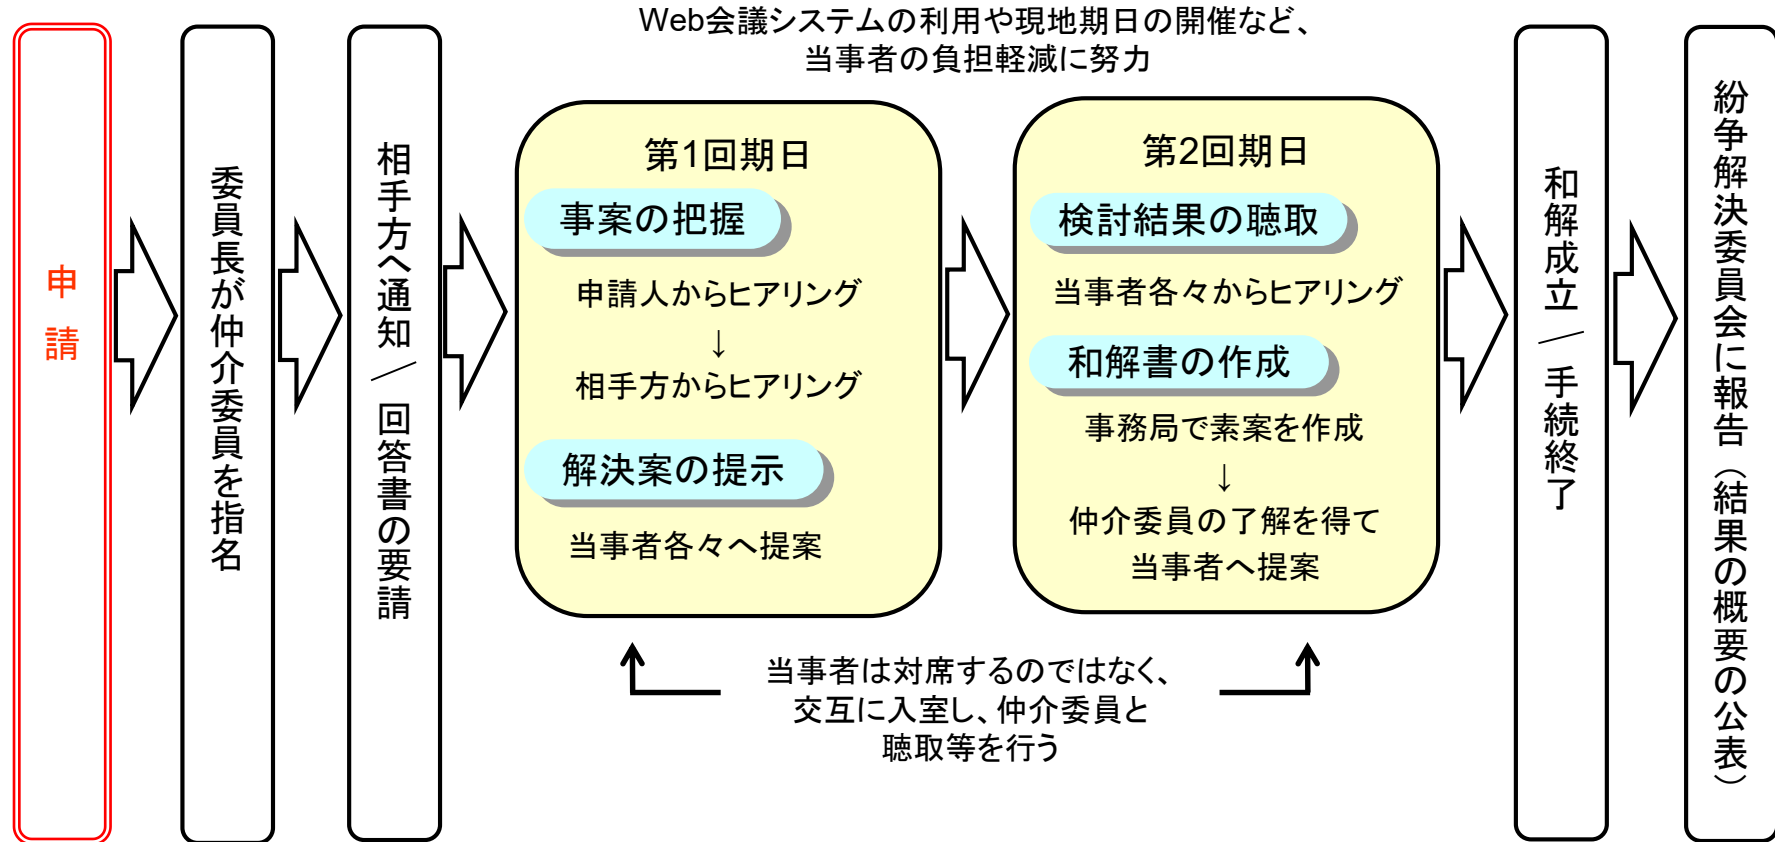 Web会議システムの利用や現地期日の開催など、
当事者の負担軽減に努力
申請
委員長が仲介委員を指名
相手方へ通知／回答書の要請
第1回期日
事案の把握
申請人からヒアリング
↓
相手方からヒアリング
解決案の提示
当事者各々へ提案
第2回期日
検討結果の聴取
当事者各々からヒアリング
和解書の作成
事務局で素案を作成
↓
仲介委員の了解を得て
当事者へ提案
当事者は対席するのではなく、
交互に入室し、仲介委員と
聴取等を行う
和解成立／手続終了
紛争解決委員会に報告（結果の概要の公表）